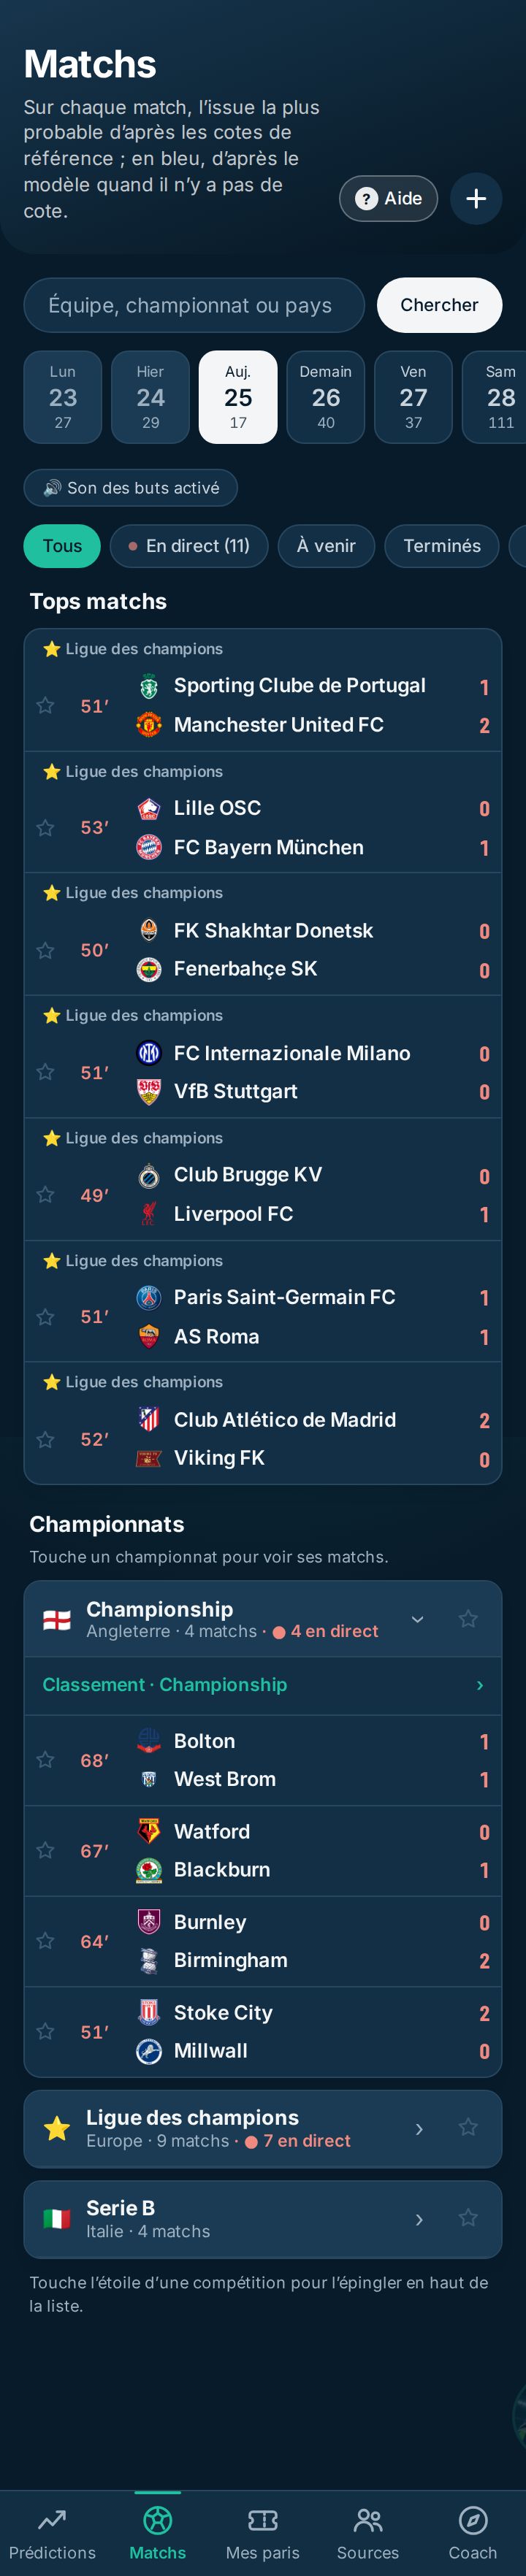 Matchs
Sur chaque match, l’issue la plus
probable d’après les cotes de
référence ; en bleu, d’après le
modèle quand il n’y a pas de
cote.
? Aide
Équipe, championnat ou pays
Chercher
Lun Hier Auj. Demain Ven Sam
23 24 25 26 27 28
27 29 17 40 37 111
🔊 Son des buts activé
Tous En direct (11) À venir Terminés
Tops matchs
⭐ Ligue des champions
Sporting Clube de Portugal 1
51’
Manchester United FC 2
⭐ Ligue des champions
Lille OSC 0
53’
FC Bayern München 1
⭐ Ligue des champions
FK Shakhtar Donetsk 0
50’
Fenerbahçe SK 0
⭐ Ligue des champions
FC Internazionale Milano 0
51’
VfB Stuttgart 0
⭐ Ligue des champions
Club Brugge KV 0
49’
Liverpool FC 1
⭐ Ligue des champions
Paris Saint-Germain FC 1
51’
AS Roma 1
⭐ Ligue des champions
Club Atlético de Madrid 2
52’
Viking FK 0
Championnats
Touche un championnat pour voir ses matchs.
Championship
Angleterre · 4 matchs · 4 en direct
Classement · Championship ›
Bolton 1
68’
West Brom 1
Watford 0
67’
Blackburn 1
Burnley 0
64’
Birmingham 2
Stoke City 2
51’
Millwall 0
Ligue des champions
Europe · 9 matchs · 7 en direct
Serie B
Italie · 4 matchs
Touche l’étoile d’une compétition pour l’épingler en haut de
la liste.
Prédictions Matchs Mes paris Sources Coach